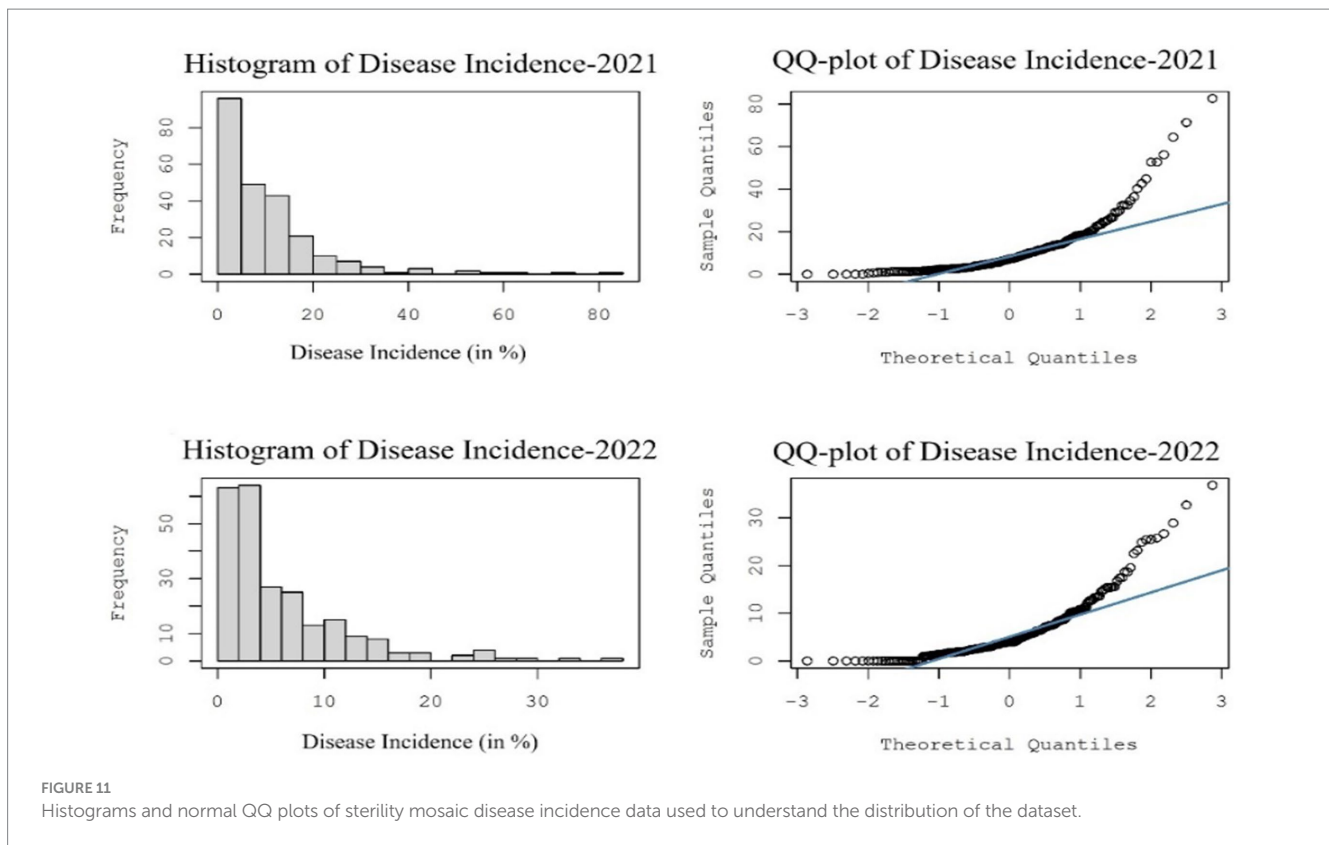 Histogram of Disease Incidence-2021
Frequency
0 20 40 60 80
0 20 40 60 80
Disease Incidence (in %)
QQ-plot of Disease Incidence-2021
Sample Quantiles
0 20 40 60 80
-3 -2 -1 0 1 2 3
Theoretical Quantiles
Histogram of Disease Incidence-2022
Frequency
0 10 30 50
0 10 20 30
Disease Incidence (in %)
QQ-plot of Disease Incidence-2022
Sample Quantiles
0 10 20 30
-3 -2 -1 0 1 2 3
Theoretical Quantiles
FIGURE 11
Histograms and normal QQ plots of sterility mosaic disease incidence data used to understand the distribution of the dataset.